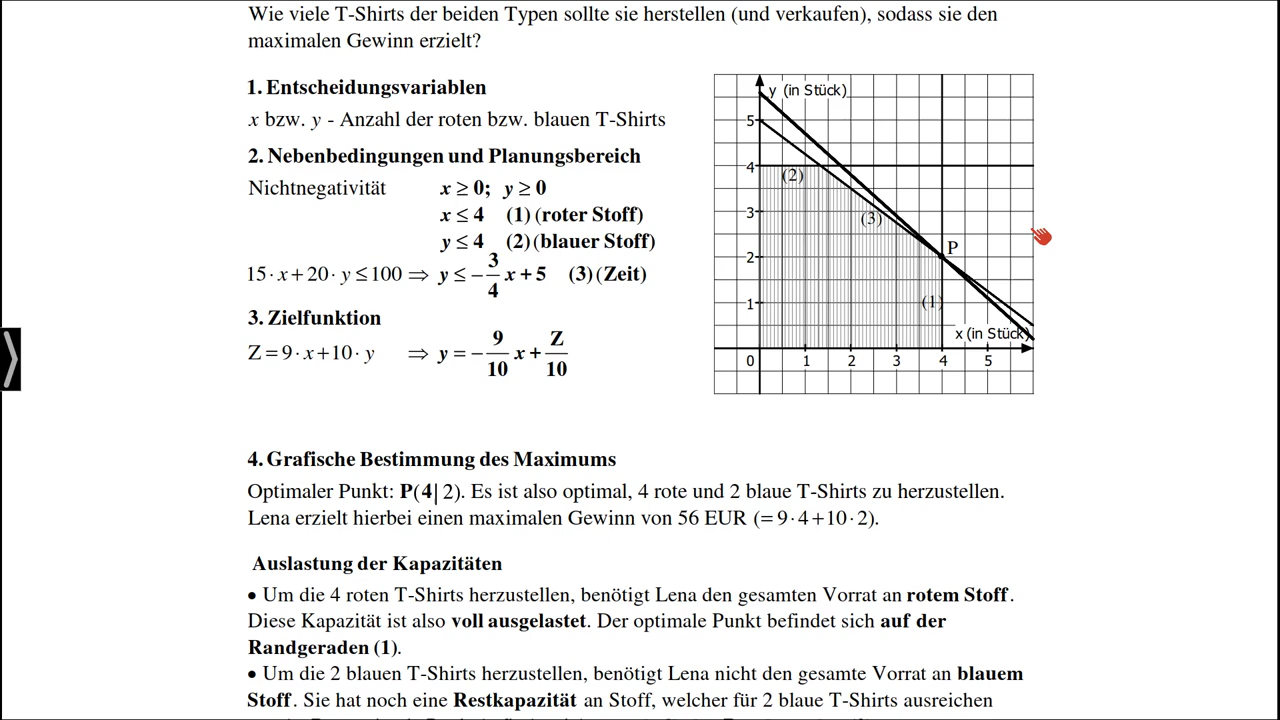 Wie viele T-Shirts der beiden Typen sollte sie herstellen (und verkaufen), sodass sie den
maximalen Gewinn erzielt?
1. Entscheidungsvariablen
x bzw. y - Anzahl der roten bzw. blauen T-Shirts
2. Nebenbedingungen und Planungsbereich
Nichtnegativität x ≥ 0; y ≥ 0
x ≤ 4 (1) (roter Stoff)
y ≤ 4 (2) (blauer Stoff)
15·x+20·y ≤ 100 ⇒ y ≤ -3/4 x + 5 (3) (Zeit)
3. Zielfunktion
Z = 9·x+10·y ⇒ y = -9/10 x + Z/10
y (in Stück)
5
4
(2)
3
(3)
2
P
1
(1)
x (in Stück)
0 1 2 3 4 5
4. Grafische Bestimmung des Maximums
Optimaler Punkt: P(4|2). Es ist also optimal, 4 rote und 2 blaue T-Shirts zu herzustellen.
Lena erzielt hierbei einen maximalen Gewinn von 56 EUR (= 9·4+10·2).
Auslastung der Kapazitäten
• Um die 4 roten T-Shirts herzustellen, benötigt Lena den gesamten Vorrat an rotem Stoff.
Diese Kapazität ist also voll ausgelastet. Der optimale Punkt befindet sich auf der
Randgeraden (1).
• Um die 2 blauen T-Shirts herzustellen, benötigt Lena nicht den gesamte Vorrat an blauem
Stoff. Sie hat noch eine Restkapazität an Stoff, welcher für 2 blaue T-Shirts ausreichen